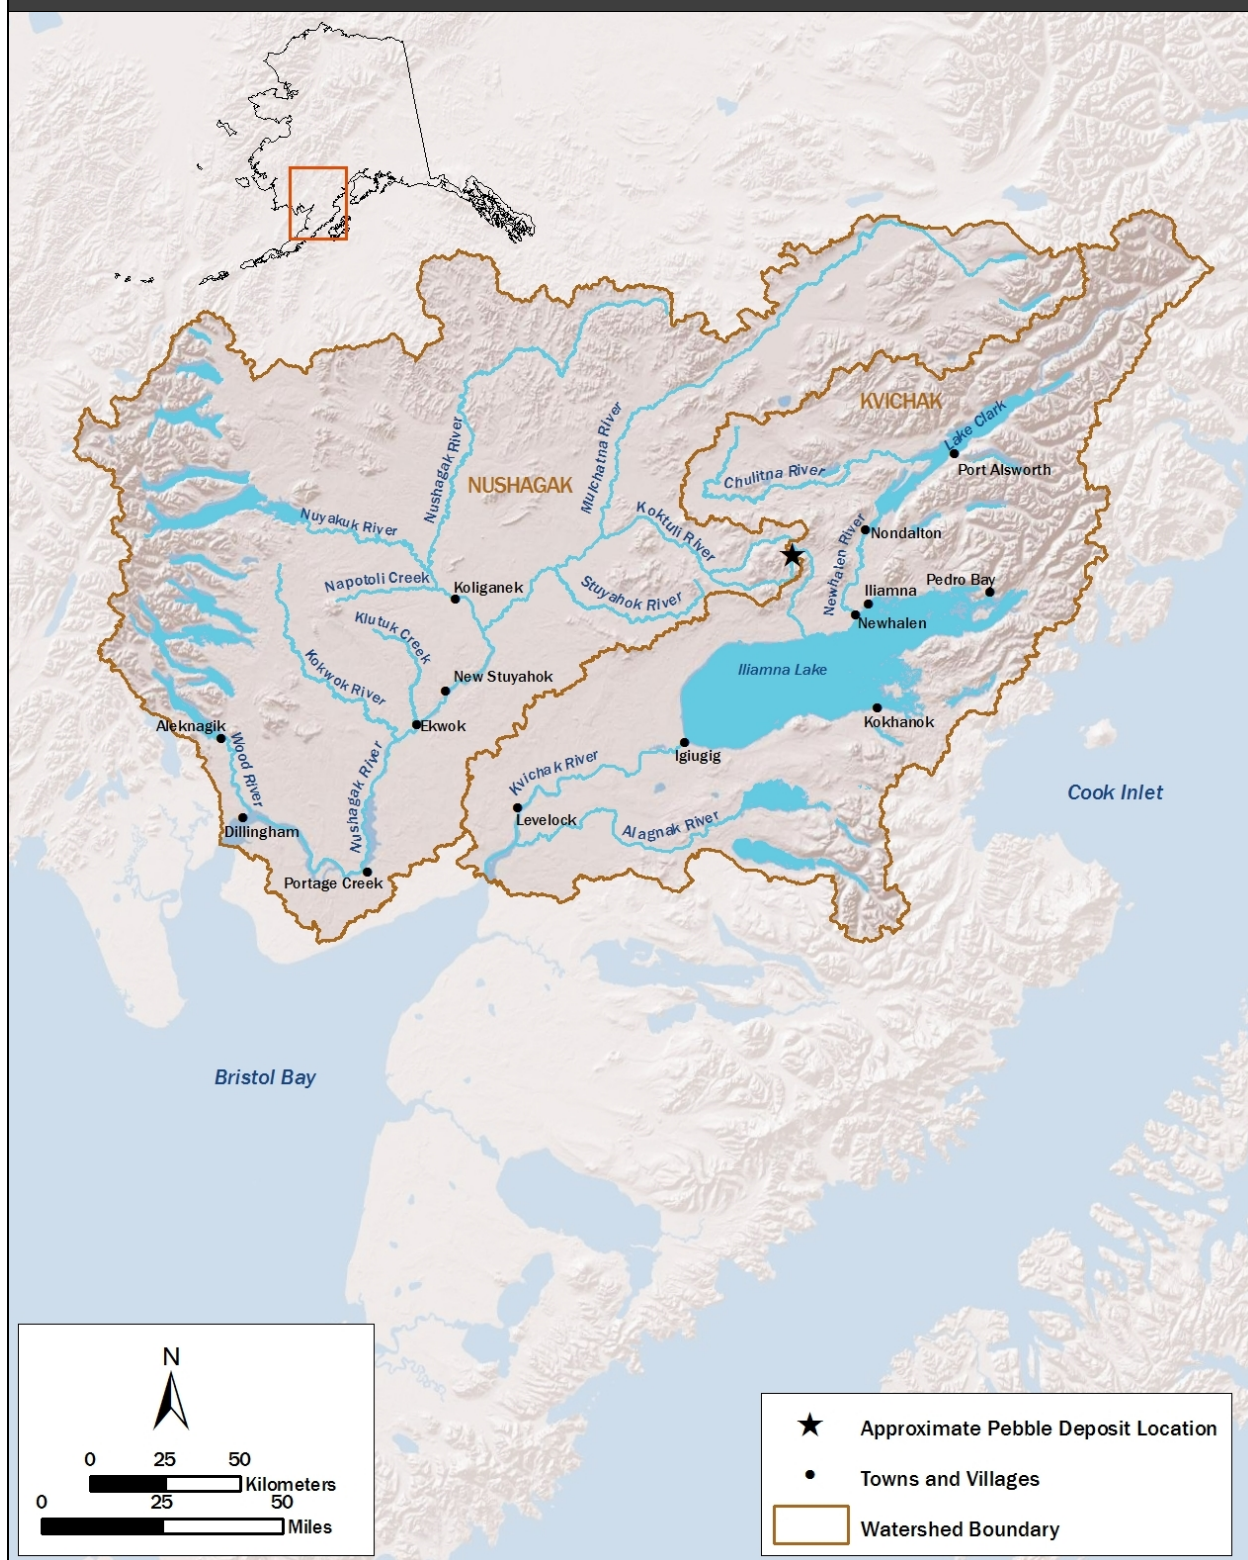 KVICHAK
Lake Clark
Port Alsworth
Chulitna River
NUSHAGAK
Nushagak River
Mulchatna River
Koktuli River
Nuyakuk River
Newhalen River
Nondalton
Napotoli Creek
Koliganek
Stuyahok River
Iliamna
Pedro Bay
Newhalen
Klutuk Creek
Kokwok River
New Stuyahok
Iliamna Lake
Ekwok
Kokhanok
Aleknagik
Wood River
Igiugig
Kvichak River
Nushagak River
Levelock
Alagnak River
Dillingham
Portage Creek
Cook Inlet
Bristol Bay
N
0 25 50
Kilometers
0 25 50
Miles
Approximate Pebble Deposit Location
Towns and Villages
Watershed Boundary